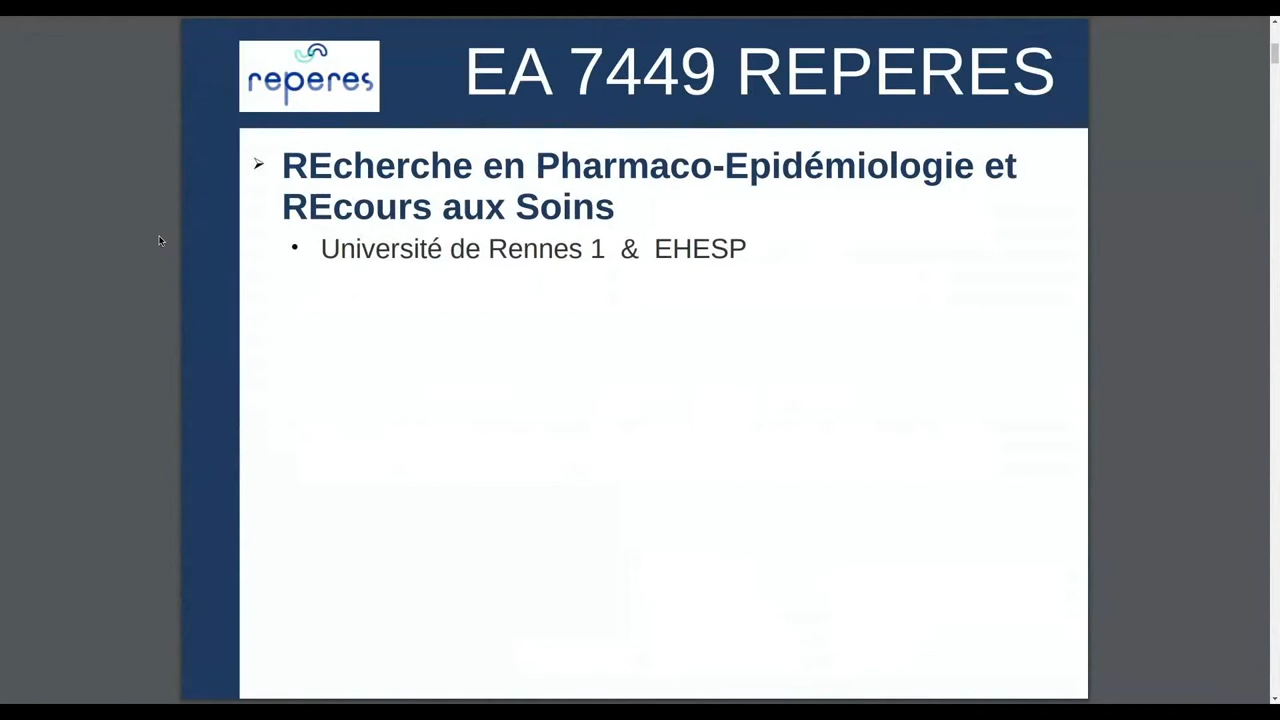 reperes
EA 7449 REPERES
REcherche en Pharmaco-Epidémiologie et
REcours aux Soins
Université de Rennes 1 & EHESP